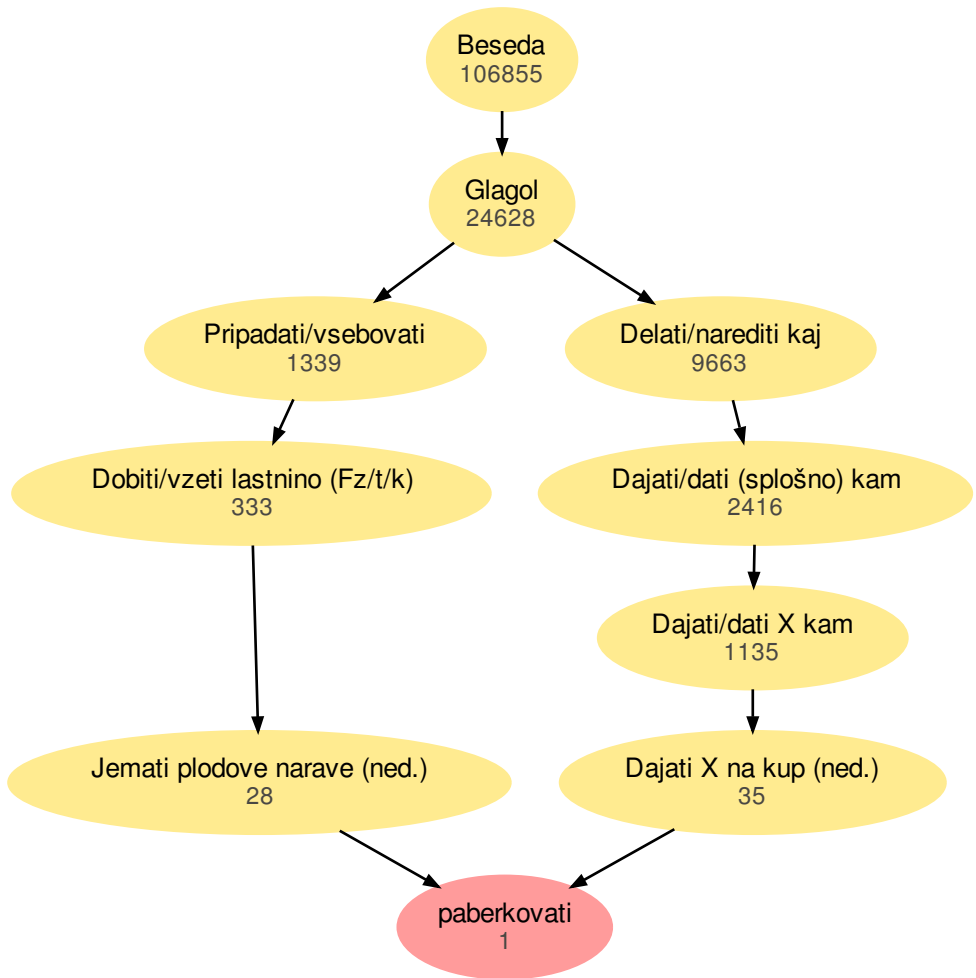 Beseda
106855
Glagol
24628
Pripadati/vsebovati
1339
Delati/narediti kaj
9663
Dobiti/vzeti lastnino (Fz/t/k)
333
Dajati/dati (splošno) kam
2416
Dajati/dati X kam
1135
Jemati plodove narave (ned.)
28
Dajati X na kup (ned.)
35
paberkovati
1